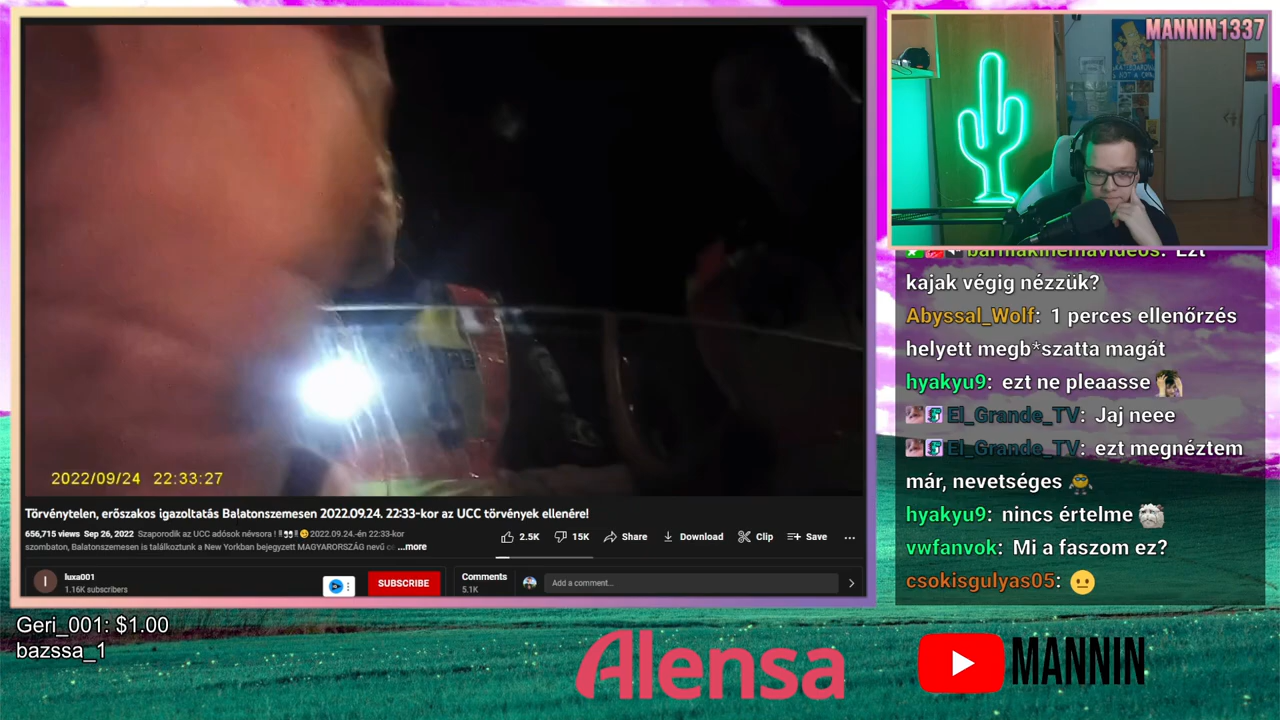 MANNIN1337
2022/09/24 22:33:27
Törvénytelen, erőszakos igazoltatás Balatonszemesen 2022.09.24. 22:33-kor az UCC törvények ellenére!
656,715 views Sep 26, 2022 Szaporodik az UCC adósok névsora ! 2022.09.24.-én 22:33-kor
szombaton, Balatonszemesen is találkoztunk a New Yorkban bejegyzett MAGYARORSZÁG nevű ...more
2.5K 15K Share Download Clip Save
luxa001
1.16K subscribers
SUBSCRIBE
Comments
5.1K
Add a comment...
barmakinemavideos: Ezt
kajak végig nézzük?
Abyssal_Wolf: 1 perces ellenőrzés
helyett megb*szatta magát
hyakyu9: ezt ne pleaasse
El_Grande_TV: Jaj neee
El_Grande_TV: ezt megnéztem
már, nevetséges
hyakyu9: nincs értelme
vwfanvok: Mi a faszom ez?
csokisgulyas05:
Geri_001: $1.00
bazssa_1
Alensa
MANNIN